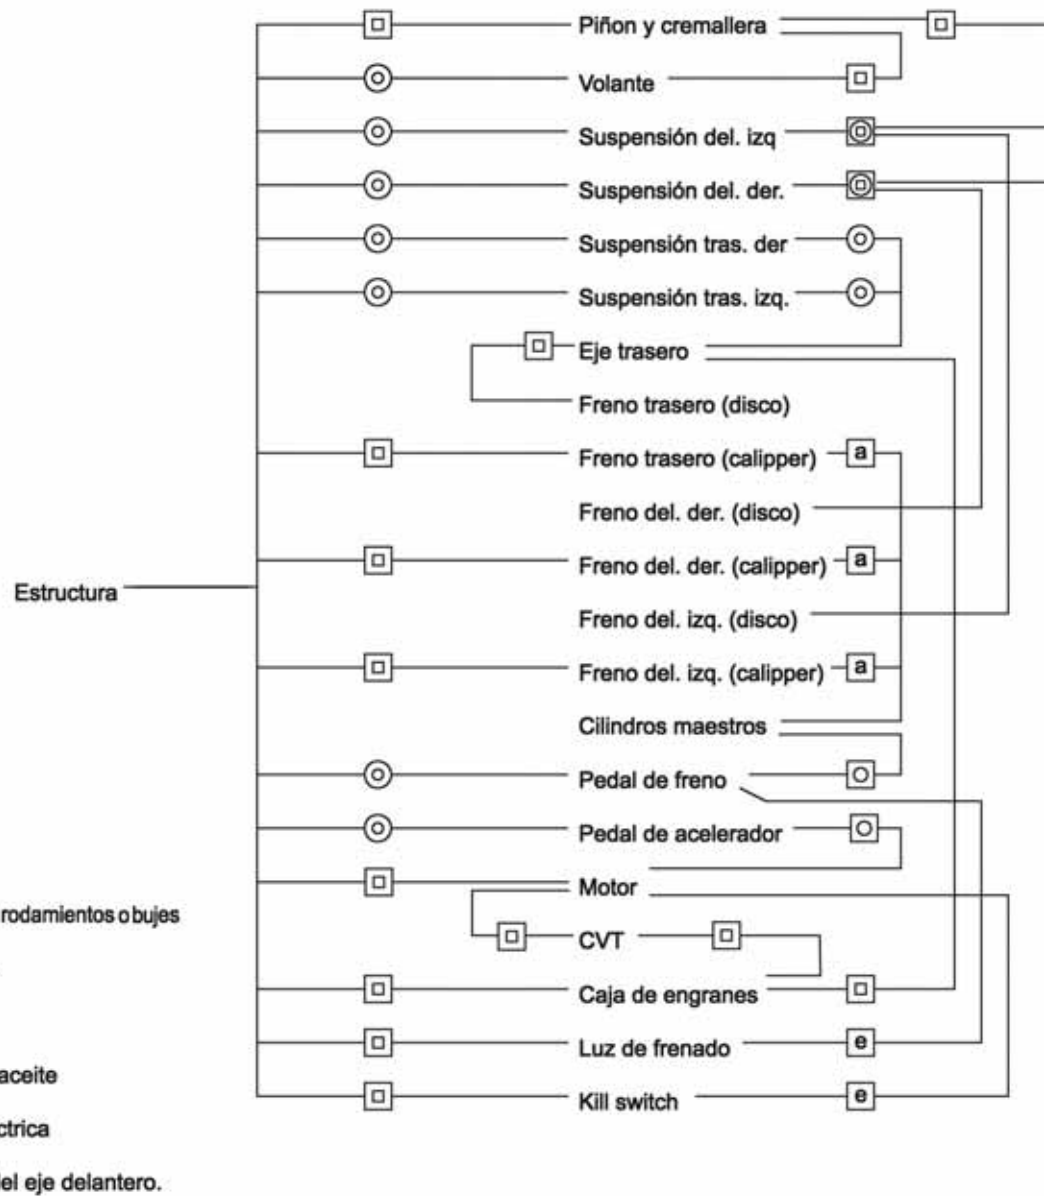 Piñon y cremallera
Volante
Suspensión del. izq
Suspensión del. der.
Suspensión tras. der
Suspensión tras. izq.
Eje trasero
Freno trasero (disco)
Freno trasero (calipper)
a
Freno del. der. (disco)
Freno del. der. (calipper)
a
Estructura
Freno del. izq. (disco)
Freno del. izq. (calipper)
a
Cilindros maestros
Pedal de freno
Pedal de acelerador
Motor
rodamientos o bujes
CVT
Caja de engranes
Luz de frenado
e
aceite
Kill switch
e
ctrica
el eje delantero.